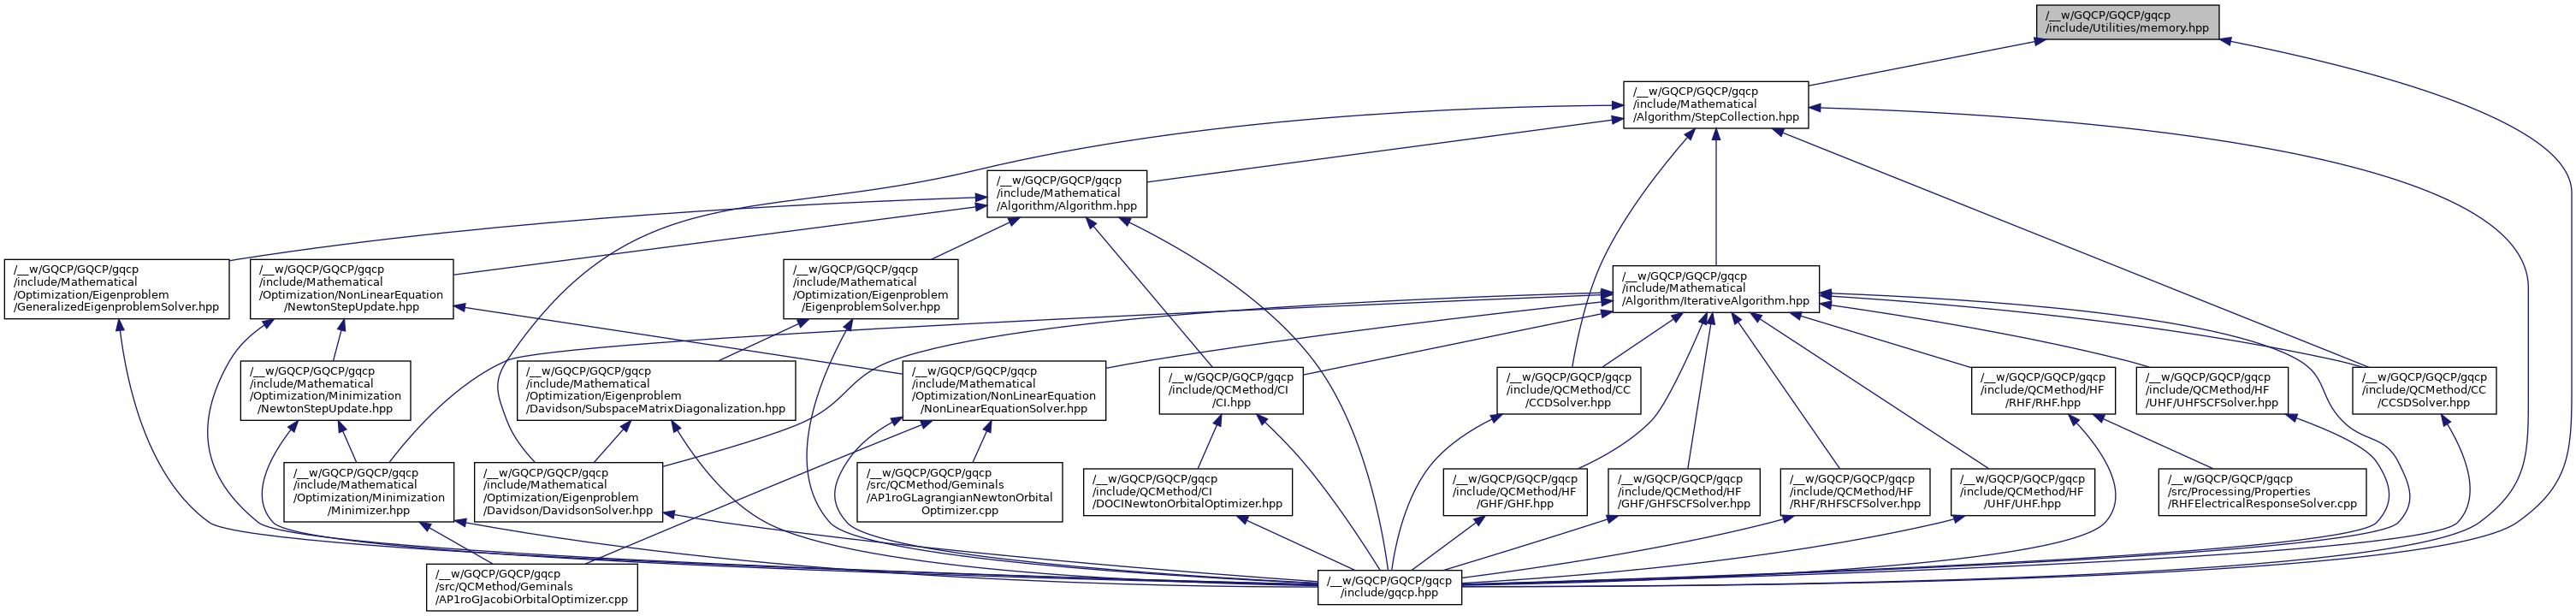 /__w/GQCP/GQCP/gqcp
/include/Utilities/memory.hpp
/__w/GQCP/GQCP/gqcp
/include/Mathematical
/Algorithm/StepCollection.hpp
/__w/GQCP/GQCP/gqcp
/include/Mathematical
/Algorithm/Algorithm.hpp
/__w/GQCP/GQCP/gqcp
/include/Mathematical
/Optimization/Eigenproblem
/GeneralizedEigenproblemSolver.hpp
/__w/GQCP/GQCP/gqcp
/include/Mathematical
/Optimization/NonLinearEquation
/NewtonStepUpdate.hpp
/__w/GQCP/GQCP/gqcp
/include/Mathematical
/Optimization/Eigenproblem
/EigenproblemSolver.hpp
/__w/GQCP/GQCP/gqcp
/include/Mathematical
/Algorithm/IterativeAlgorithm.hpp
/__w/GQCP/GQCP/gqcp
/include/Mathematical
/Optimization/Minimization
/NewtonStepUpdate.hpp
/__w/GQCP/GQCP/gqcp
/include/Mathematical
/Optimization/Eigenproblem
/Davidson/SubspaceMatrixDiagonalization.hpp
/__w/GQCP/GQCP/gqcp
/include/Mathematical
/Optimization/NonLinearEquation
/NonLinearEquationSolver.hpp
/__w/GQCP/GQCP/gqcp
/include/QCMethod/CI
/CI.hpp
/__w/GQCP/GQCP/gqcp
/include/QCMethod/CC
/CCDSolver.hpp
/__w/GQCP/GQCP/gqcp
/include/QCMethod/HF
/RHF/RHF.hpp
/__w/GQCP/GQCP/gqcp
/include/QCMethod/HF
/UHF/UHFSCFSolver.hpp
/__w/GQCP/GQCP/gqcp
/include/QCMethod/CC
/CCSDSolver.hpp
/__w/GQCP/GQCP/gqcp
/include/Mathematical
/Optimization/Minimization
/Minimizer.hpp
/__w/GQCP/GQCP/gqcp
/include/Mathematical
/Optimization/Eigenproblem
/Davidson/DavidsonSolver.hpp
/__w/GQCP/GQCP/gqcp
/src/QCMethod/Geminals
/AP1roGLagrangianNewtonOrbital
Optimizer.cpp
/__w/GQCP/GQCP/gqcp
/include/QCMethod/CI
/DOCINewtonOrbitalOptimizer.hpp
/__w/GQCP/GQCP/gqcp
/include/QCMethod/HF
/GHF/GHF.hpp
/__w/GQCP/GQCP/gqcp
/include/QCMethod/HF
/GHF/GHFSCFSolver.hpp
/__w/GQCP/GQCP/gqcp
/include/QCMethod/HF
/RHF/RHFSCFSolver.hpp
/__w/GQCP/GQCP/gqcp
/include/QCMethod/HF
/UHF/UHF.hpp
/__w/GQCP/GQCP/gqcp
/src/Processing/Properties
/RHFElectricalResponseSolver.cpp
/__w/GQCP/GQCP/gqcp
/src/QCMethod/Geminals
/AP1roGJacobiOrbitalOptimizer.cpp
/__w/GQCP/GQCP/gqcp
/include/gqcp.hpp